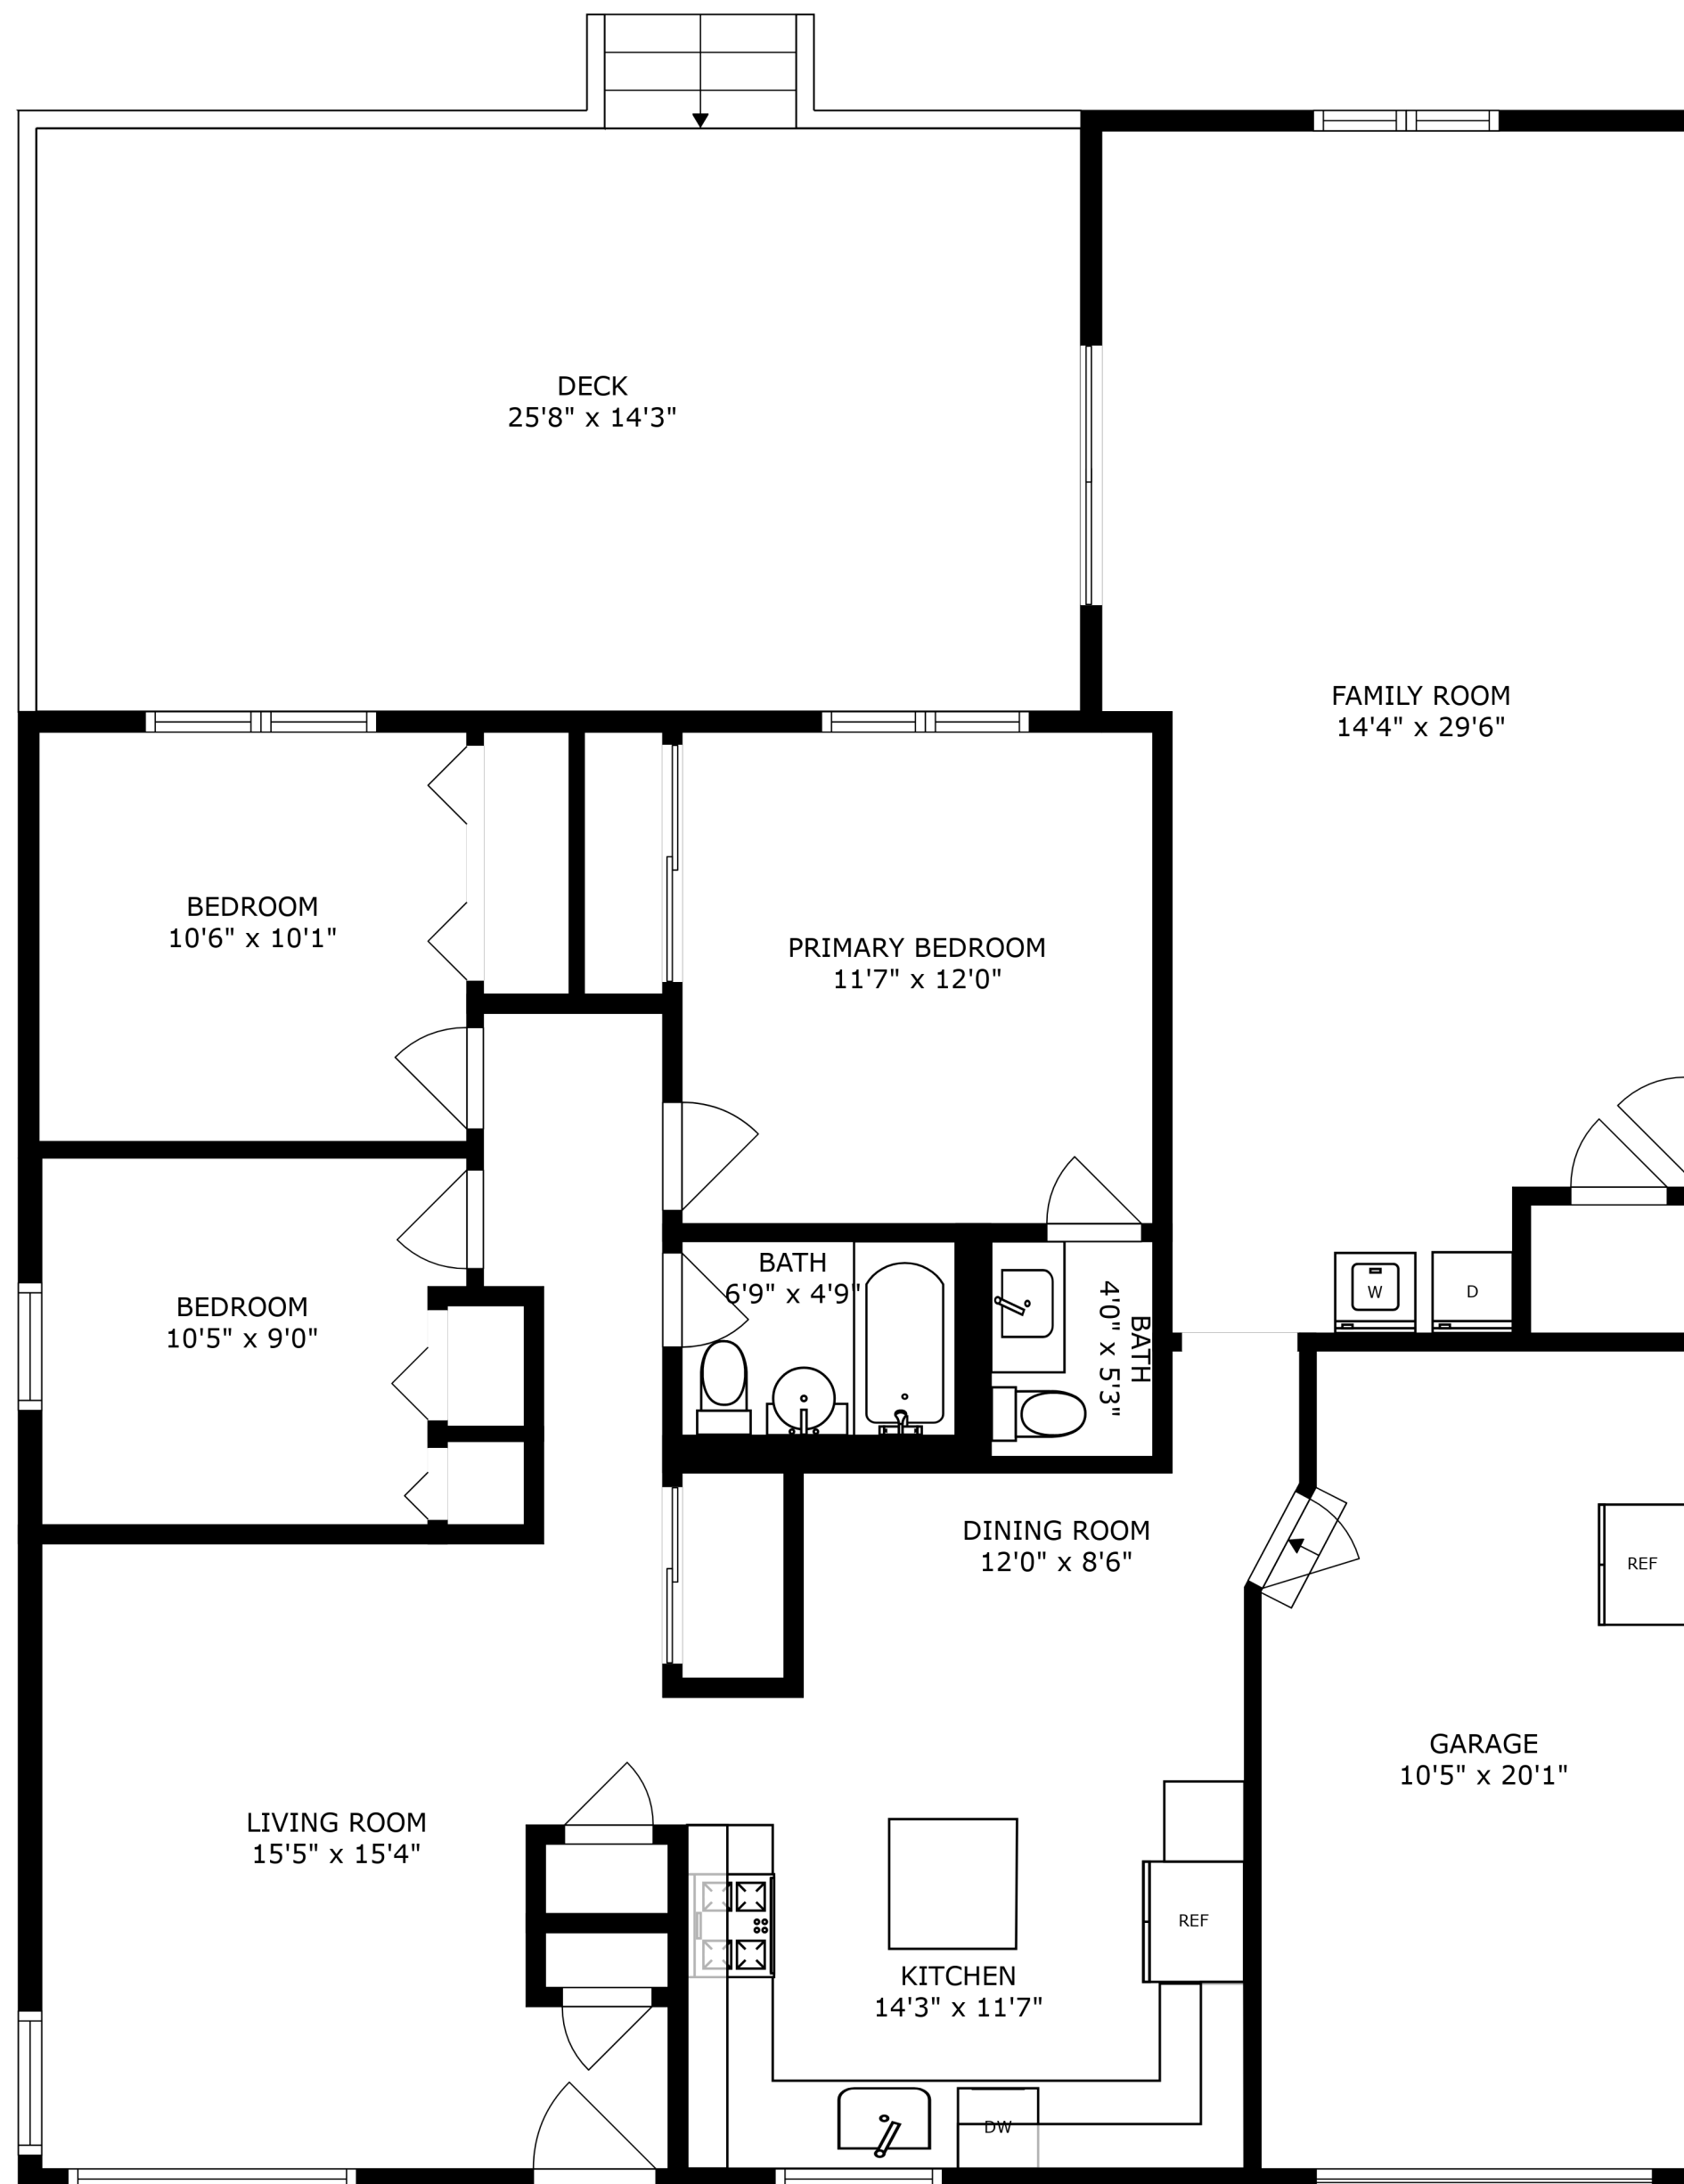 DECK
25'8" x 14'3"
FAMILY ROOM
14'4" x 29'6"
BEDROOM
10'6" x 10'1"
PRIMARY BEDROOM
11'7" x 12'0"
BATH
6'9" x 4'9"
BATH
4'0" x 5'3"
W
D
BEDROOM
10'5" x 9'0"
DINING ROOM
12'0" x 8'6"
REF
GARAGE
10'5" x 20'1"
LIVING ROOM
15'5" x 15'4"
REF
KITCHEN
14'3" x 11'7"
DW